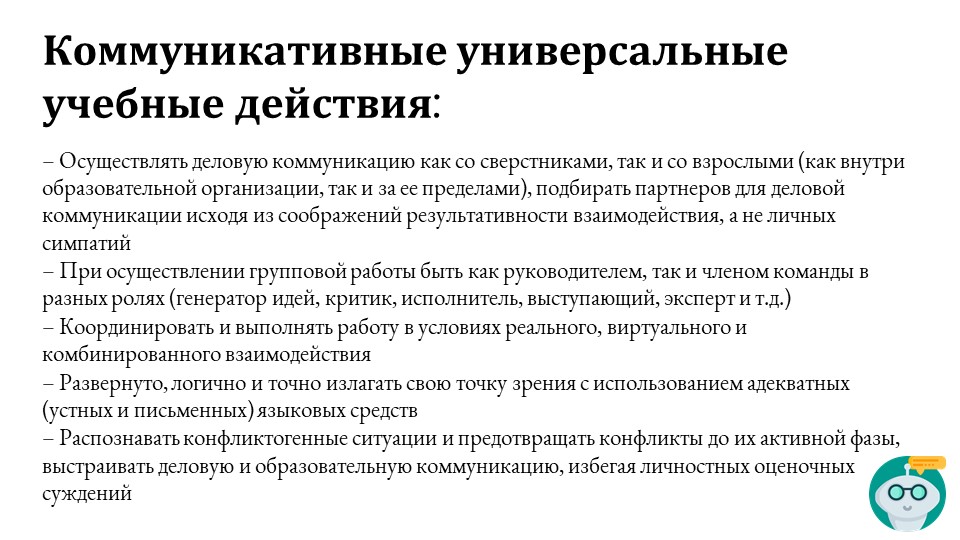 Коммуникативные универсальные
учебные действия:
– Осуществлять деловую коммуникацию как со сверстниками, так и со взрослыми (как внутри
образовательной организации, так и за ее пределами), подбирать партнеров для деловой
коммуникации исходя из соображений результативности взаимодействия, а не личных
симпатий
– При осуществлении групповой работы быть как руководителем, так и членом команды в
разных ролях (генератор идей, критик, исполнитель, выступающий, эксперт и т.д.)
– Координировать и выполнять работу в условиях реального, виртуального и
комбинированного взаимодействия
– Развернуто, логично и точно излагать свою точку зрения с использованием адекватных
(устных и письменных) языковых средств
– Распознавать конфликтогенные ситуации и предотвращать конфликты до их активной фазы,
выстраивать деловую и образовательную коммуникацию, избегая личностных оценочных
суждений